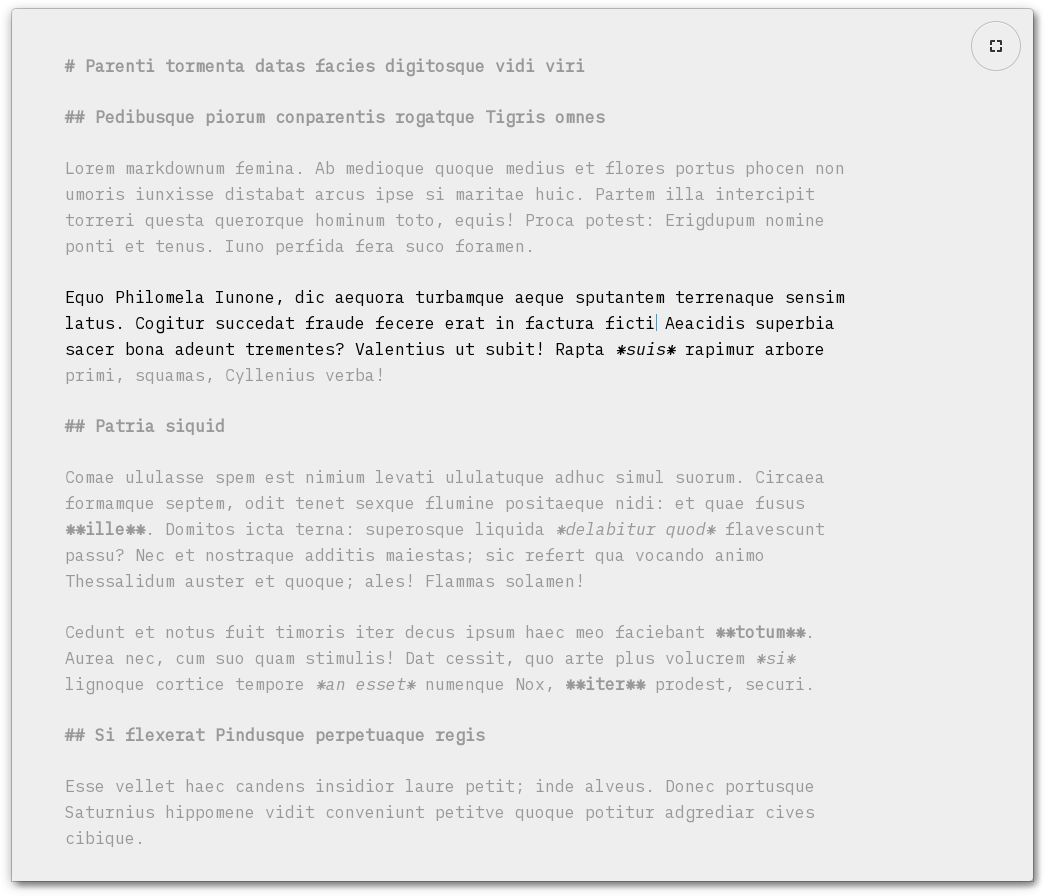 # Parenti tormenta datas facies digitosque vidi viri
## Pedibusque piorum conparentis rogatque Tigris omnes
Lorem markdownum femina. Ab medioque quoque medius et flores portus phocen non
umoris iunxisse distabat arcus ipse si maritae huic. Partem illa intercipit
torreri questa querorque hominum toto, equis! Proca potest: Erigdupum nomine
ponti et tenus. Iuno perfida fera suco foramen.
Equo Philomela Iunone, dic aequora turbamque aeque sputantem terrenaque sensim
latus. Cogitur succedat fraude fecere erat in factura ficti Aeacidis superbia
sacer bona adeunt trementes? Valentius ut subit! Rapta *suis* rapimur arbore
primi, squamas, Cyllenius verba!
## Patria siquid
Comae ululasse spem est nimium levati ululatuque adhuc simul suorum. Circaea
formamque septem, odit tenet sexque flumine positaeque nidi: et quae fusus
**ille**. Domitos icta terna: superosque liquida *delabitur quod* flavescunt
passu? Nec et nostraque additis maiestas; sic refert qua vocando animo
Thessalidum auster et quoque; ales! Flammas solamen!
Cedunt et notus fuit timoris iter decus ipsum haec meo faciebant **totum**.
Aurea nec, cum suo quam stimulis! Dat cessit, quo arte plus volucrem *si*
lignoque cortice tempore *an esset* numenque Nox, **iter** prodest, securi.
## Si flexerat Pindusque perpetuaque regis
Esse vellet haec candens insidior laure petit; inde alveus. Donec portusque
Saturnius hippomene vidit conveniunt petitve quoque potitur adgrediar cives
cibique.